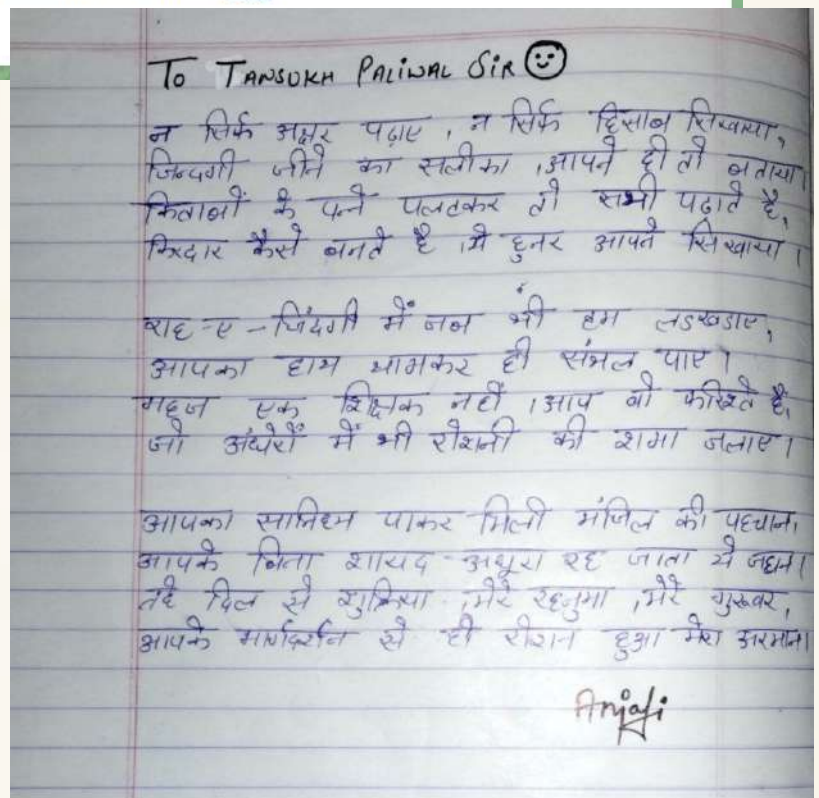 To TANSUKH PALIWAL SIR
न सिर्फ अक्षर पढ़ाए, न सिर्फ हिसाब सिखाया,
जिन्दगी जीने का सलीका, आपने ही तो बताया।
किताबों के पन्ने पलटकर तो सभी पढ़ाते है,
किरदार कैसे बनते है, ये हुनर आपने सिखाया।
राह-ए-जिंदगी में जब भी हम लडखडाए,
आपका हाथ थामकर ही संभल पाए।
महज एक शिक्षक नहीं, आप वो फरिश्ते है,
जो अंधेरों में भी रोशनी की शमा जलाए।
आपका सानिध्य पाकर मिली मंजिल की पहचान,
आपके बिना शायद अधूरा रह जाता ये जहान।
तहे दिल से शुक्रिया, मेरे रहनुमा, मेरे गुरूवर,
आपके मार्गदर्शन से ही रोशन हुआ मेरा अरमान।
Anjali